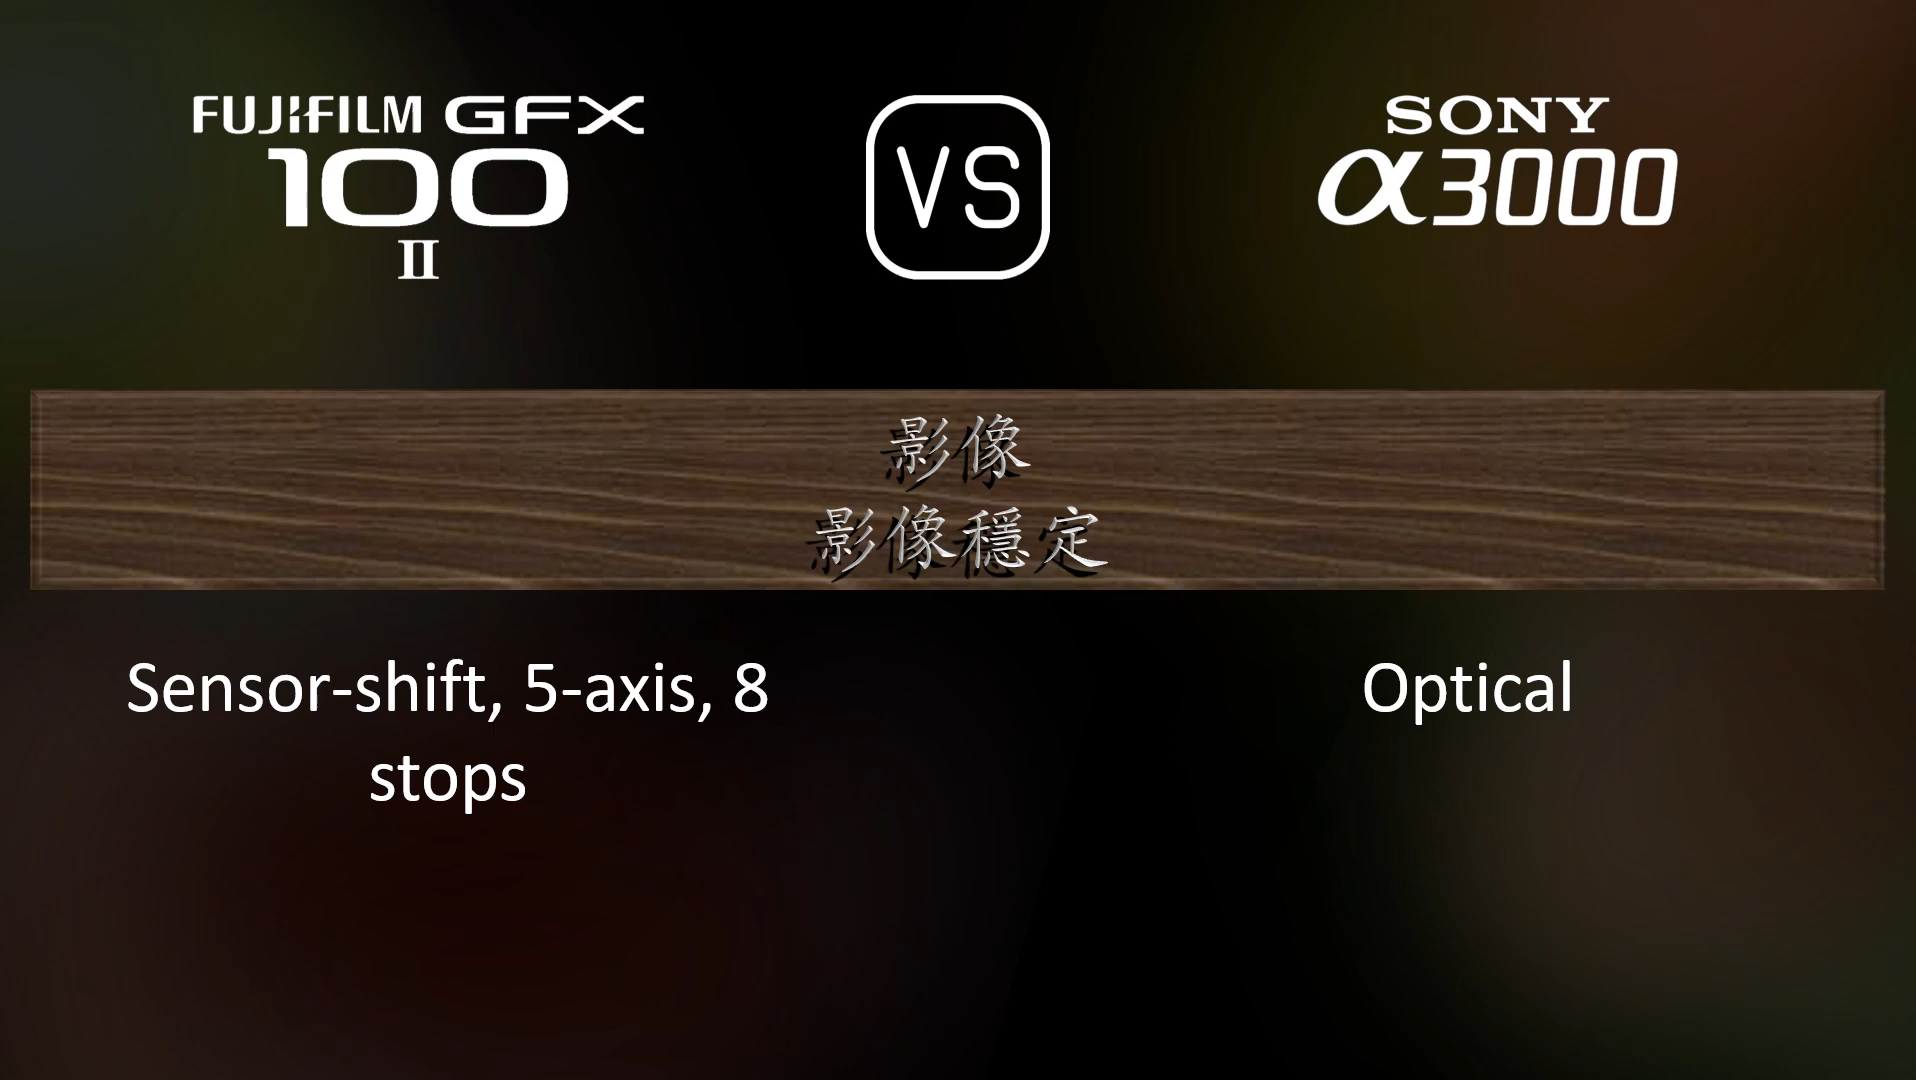 FUJIFILM GFX
100
II
VS
SONY
α3000
影像
影像穩定
Sensor-shift, 5-axis, 8
stops
Optical